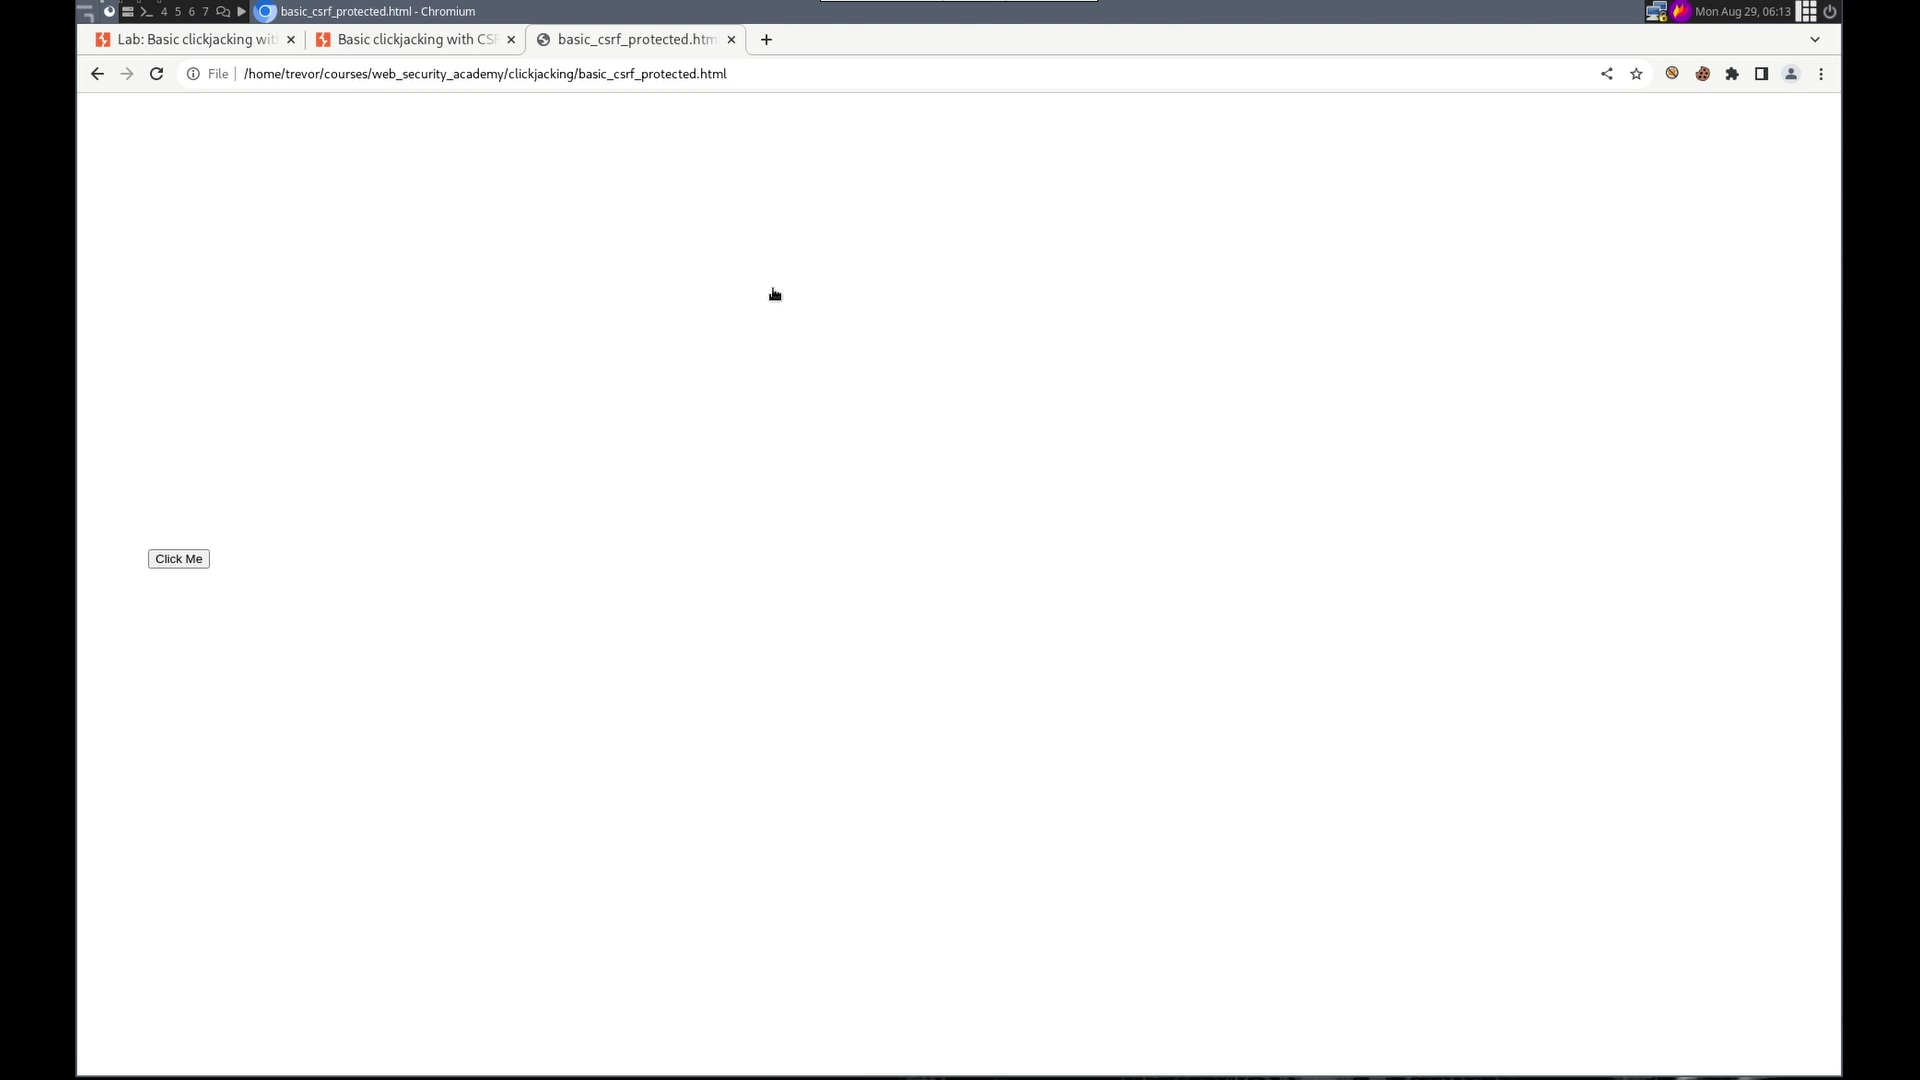 4 5 6 7 basic_csrf_protected.html - Chromium Mon Aug 29, 06:13
Lab: Basic clickjacking wit Basic clickjacking with CS basic_csrf_protected.htm
File /home/trevor/courses/web_security_academy/clickjacking/basic_csrf_protected.html
Click Me